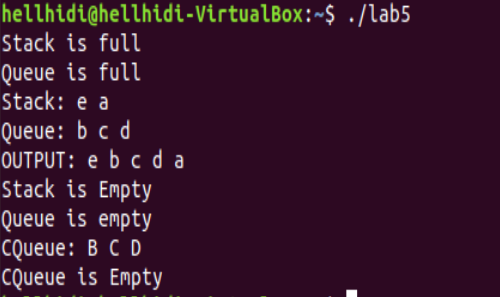 hellhidi@hellhidi-VirtualBox:~$ ./lab5
Stack is full
Queue is full
Stack: e a
Queue: b c d
OUTPUT: e b c d a
Stack is Empty
Queue is empty
CQueue: B C D
CQueue is Empty